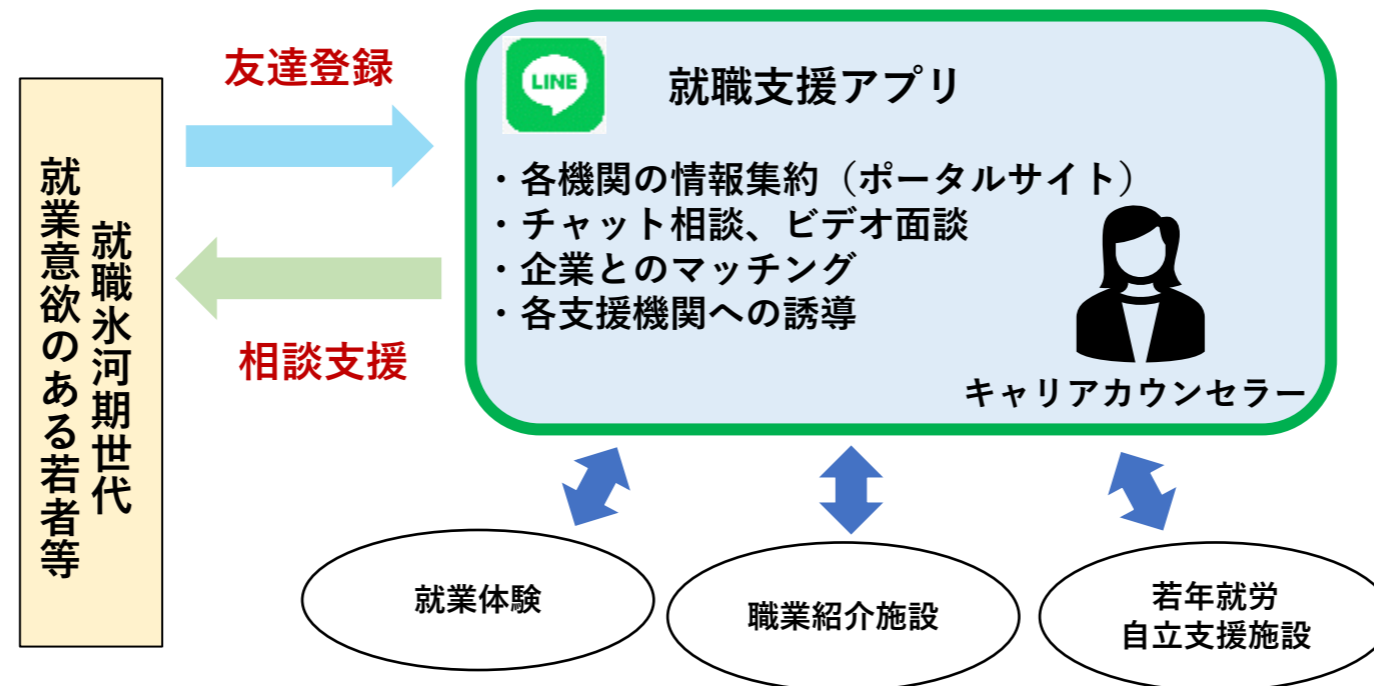 就職氷河期世代
就業意欲のある若者等
友達登録
相談支援
LINE
就職支援アプリ
・各機関の情報集約（ポータルサイト）
・チャット相談、ビデオ面談
・企業とのマッチング
・各支援機関への誘導
キャリアカウンセラー
就業体験
職業紹介施設
若年就労
自立支援施設